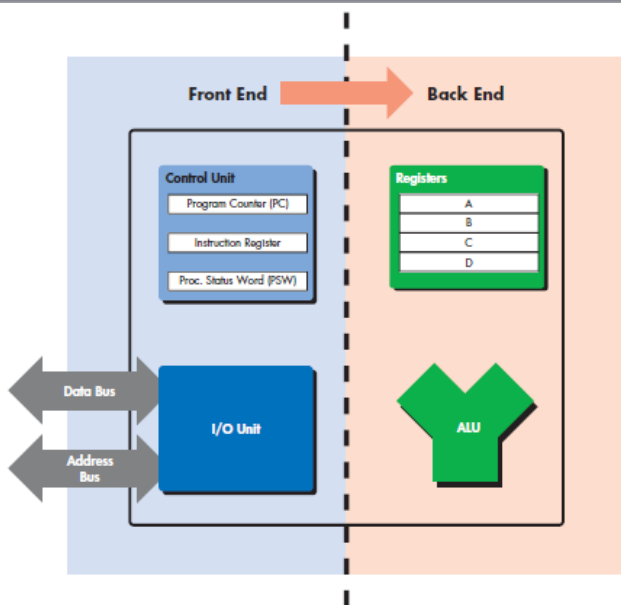 Front End
Back End
Control Unit
Program Counter (PC)
Instruction Register
Proc. Status Word (PSW)
Registers
A
B
C
D
Data Bus
Address
Bus
I/O Unit
ALU